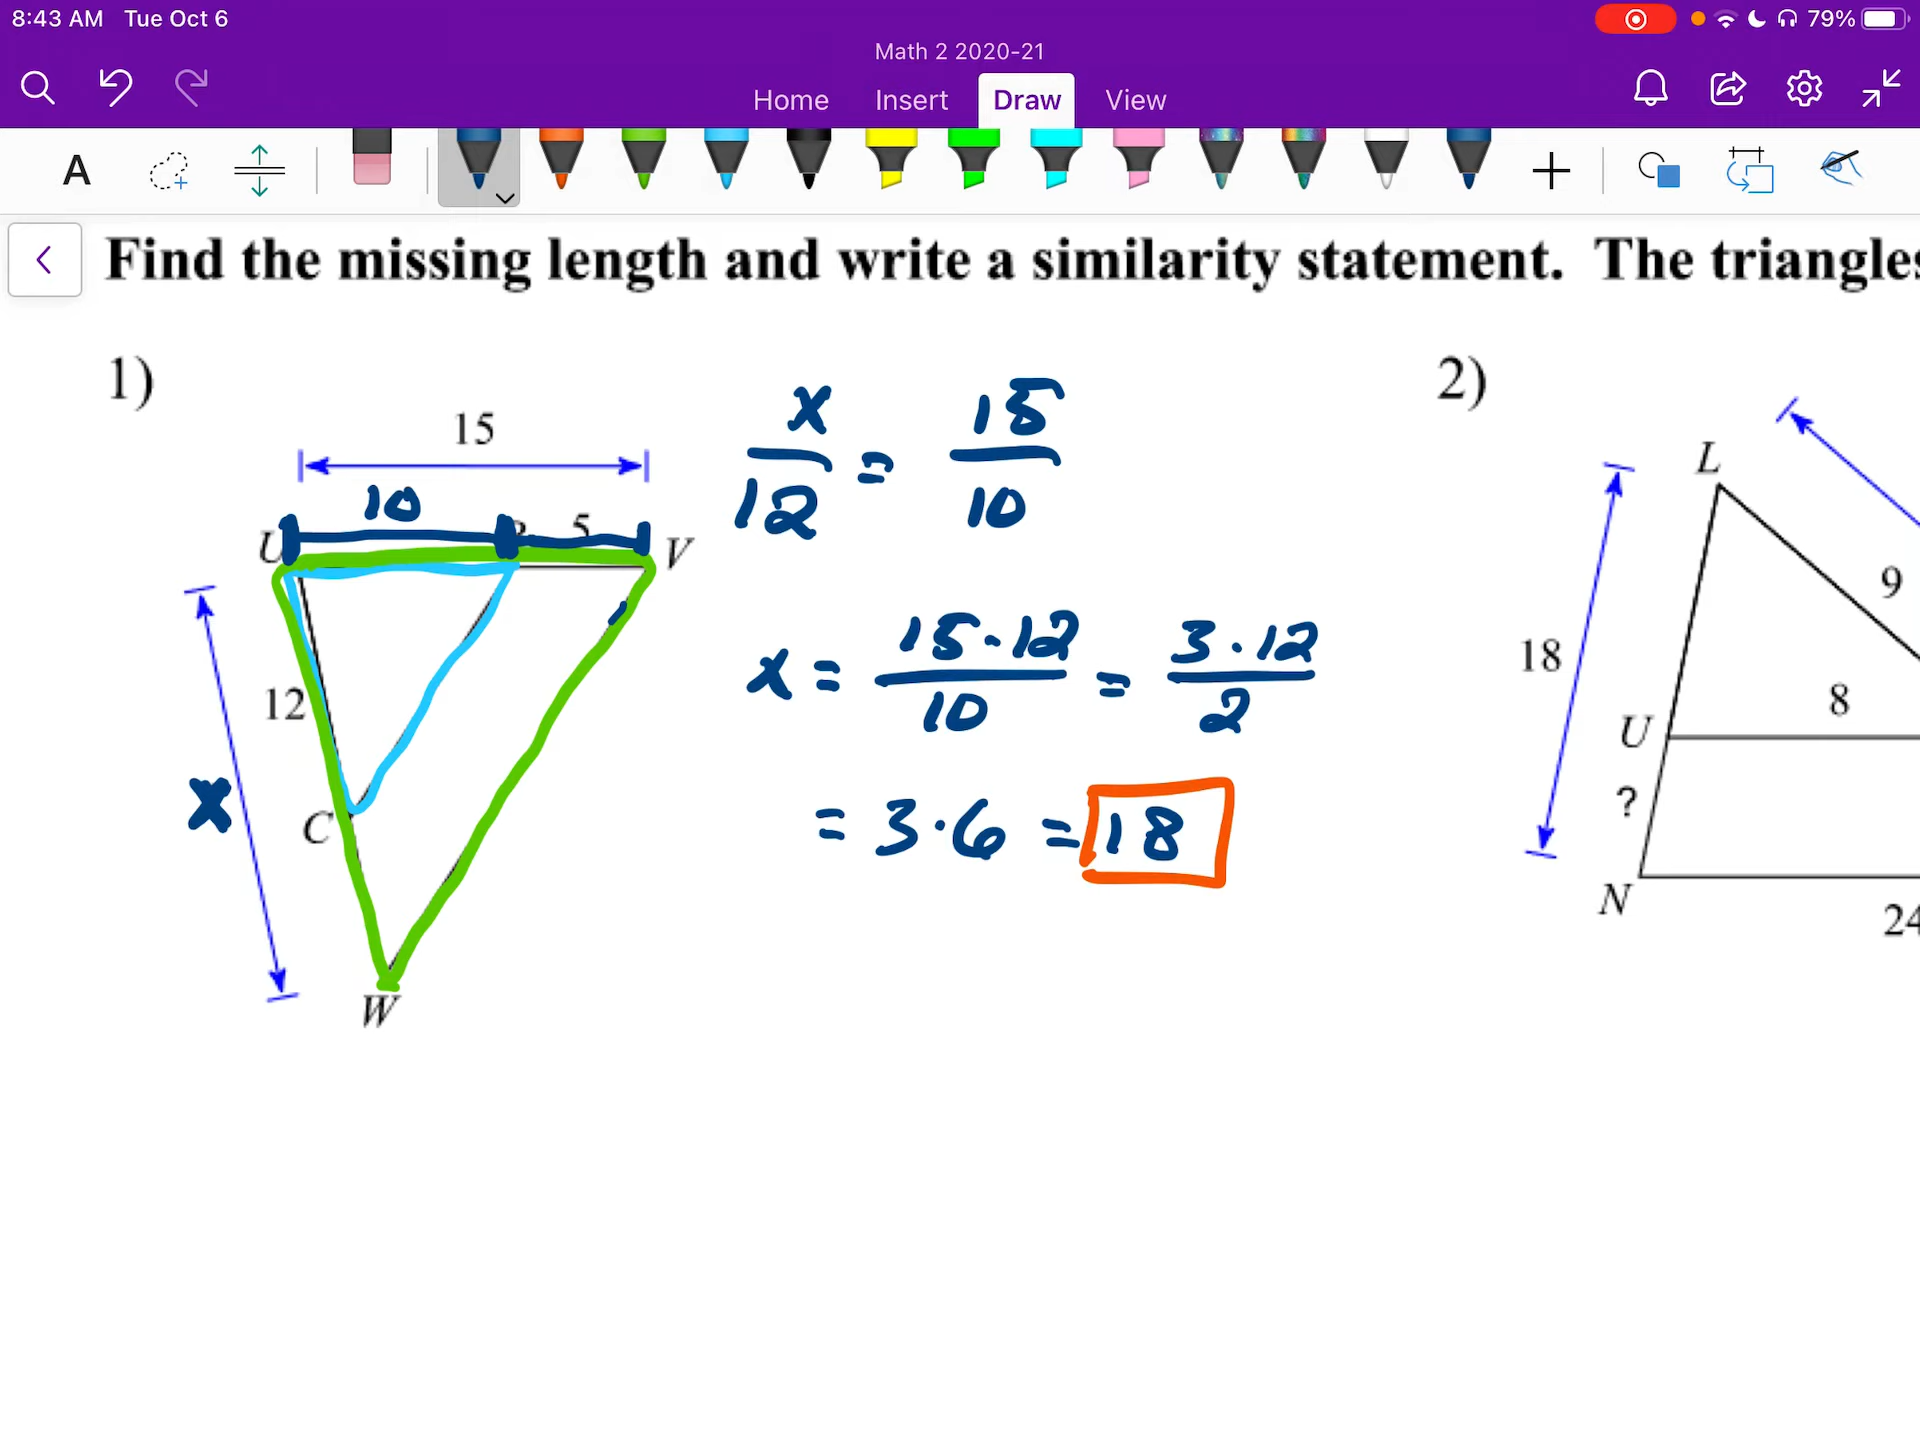 8:43 AM Tue Oct 6
79%
Math 2 2020-21
Home Insert Draw View
A
Find the missing length and write a similarity statement. The triangles
1)
15
10
5
U
V
12
x
C
W
x/12 = 15/10
x = 15·12/10 = 3·12/2
= 3·6 = 18
2)
L
9
18
8
U
?
N
24